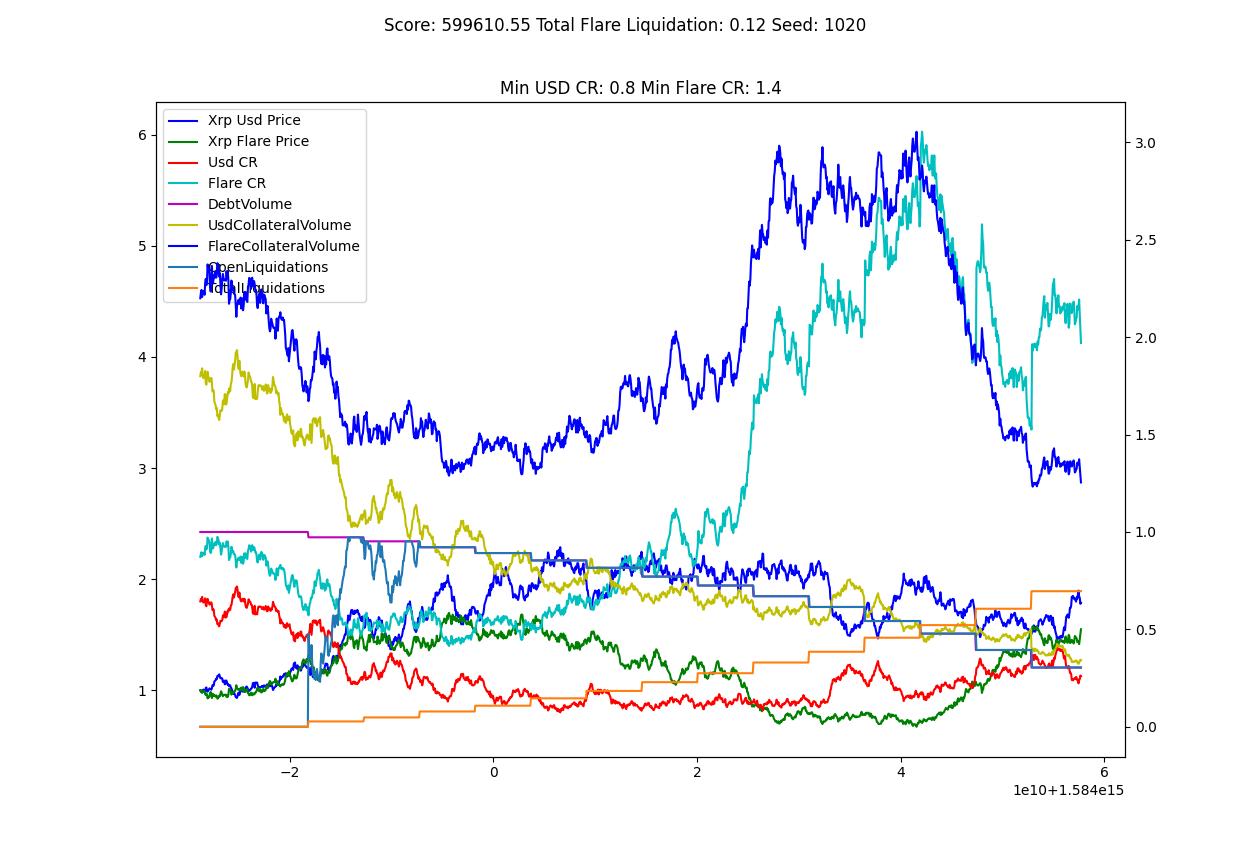 Score: 599610.55 Total Flare Liquidation: 0.12 Seed: 1020
Min USD CR: 0.8 Min Flare CR: 1.4
Xrp Usd Price
Xrp Flare Price
Usd CR
Flare CR
DebtVolume
UsdCollateralVolume
FlareCollateralVolume
OpenLiquidations
TotalLiquidations
6
5
4
3
2
1
3.0
2.5
2.0
1.5
1.0
0.5
0.0
−2 0 2 4 6
1e10+1.584e15